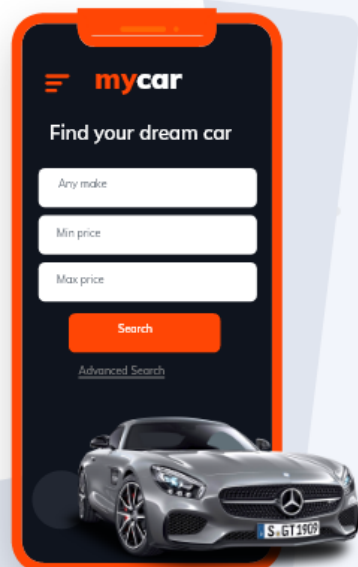 mycar
Find your dream car
Any make
Min price
Max price
Search
Advanced Search
S GT1909